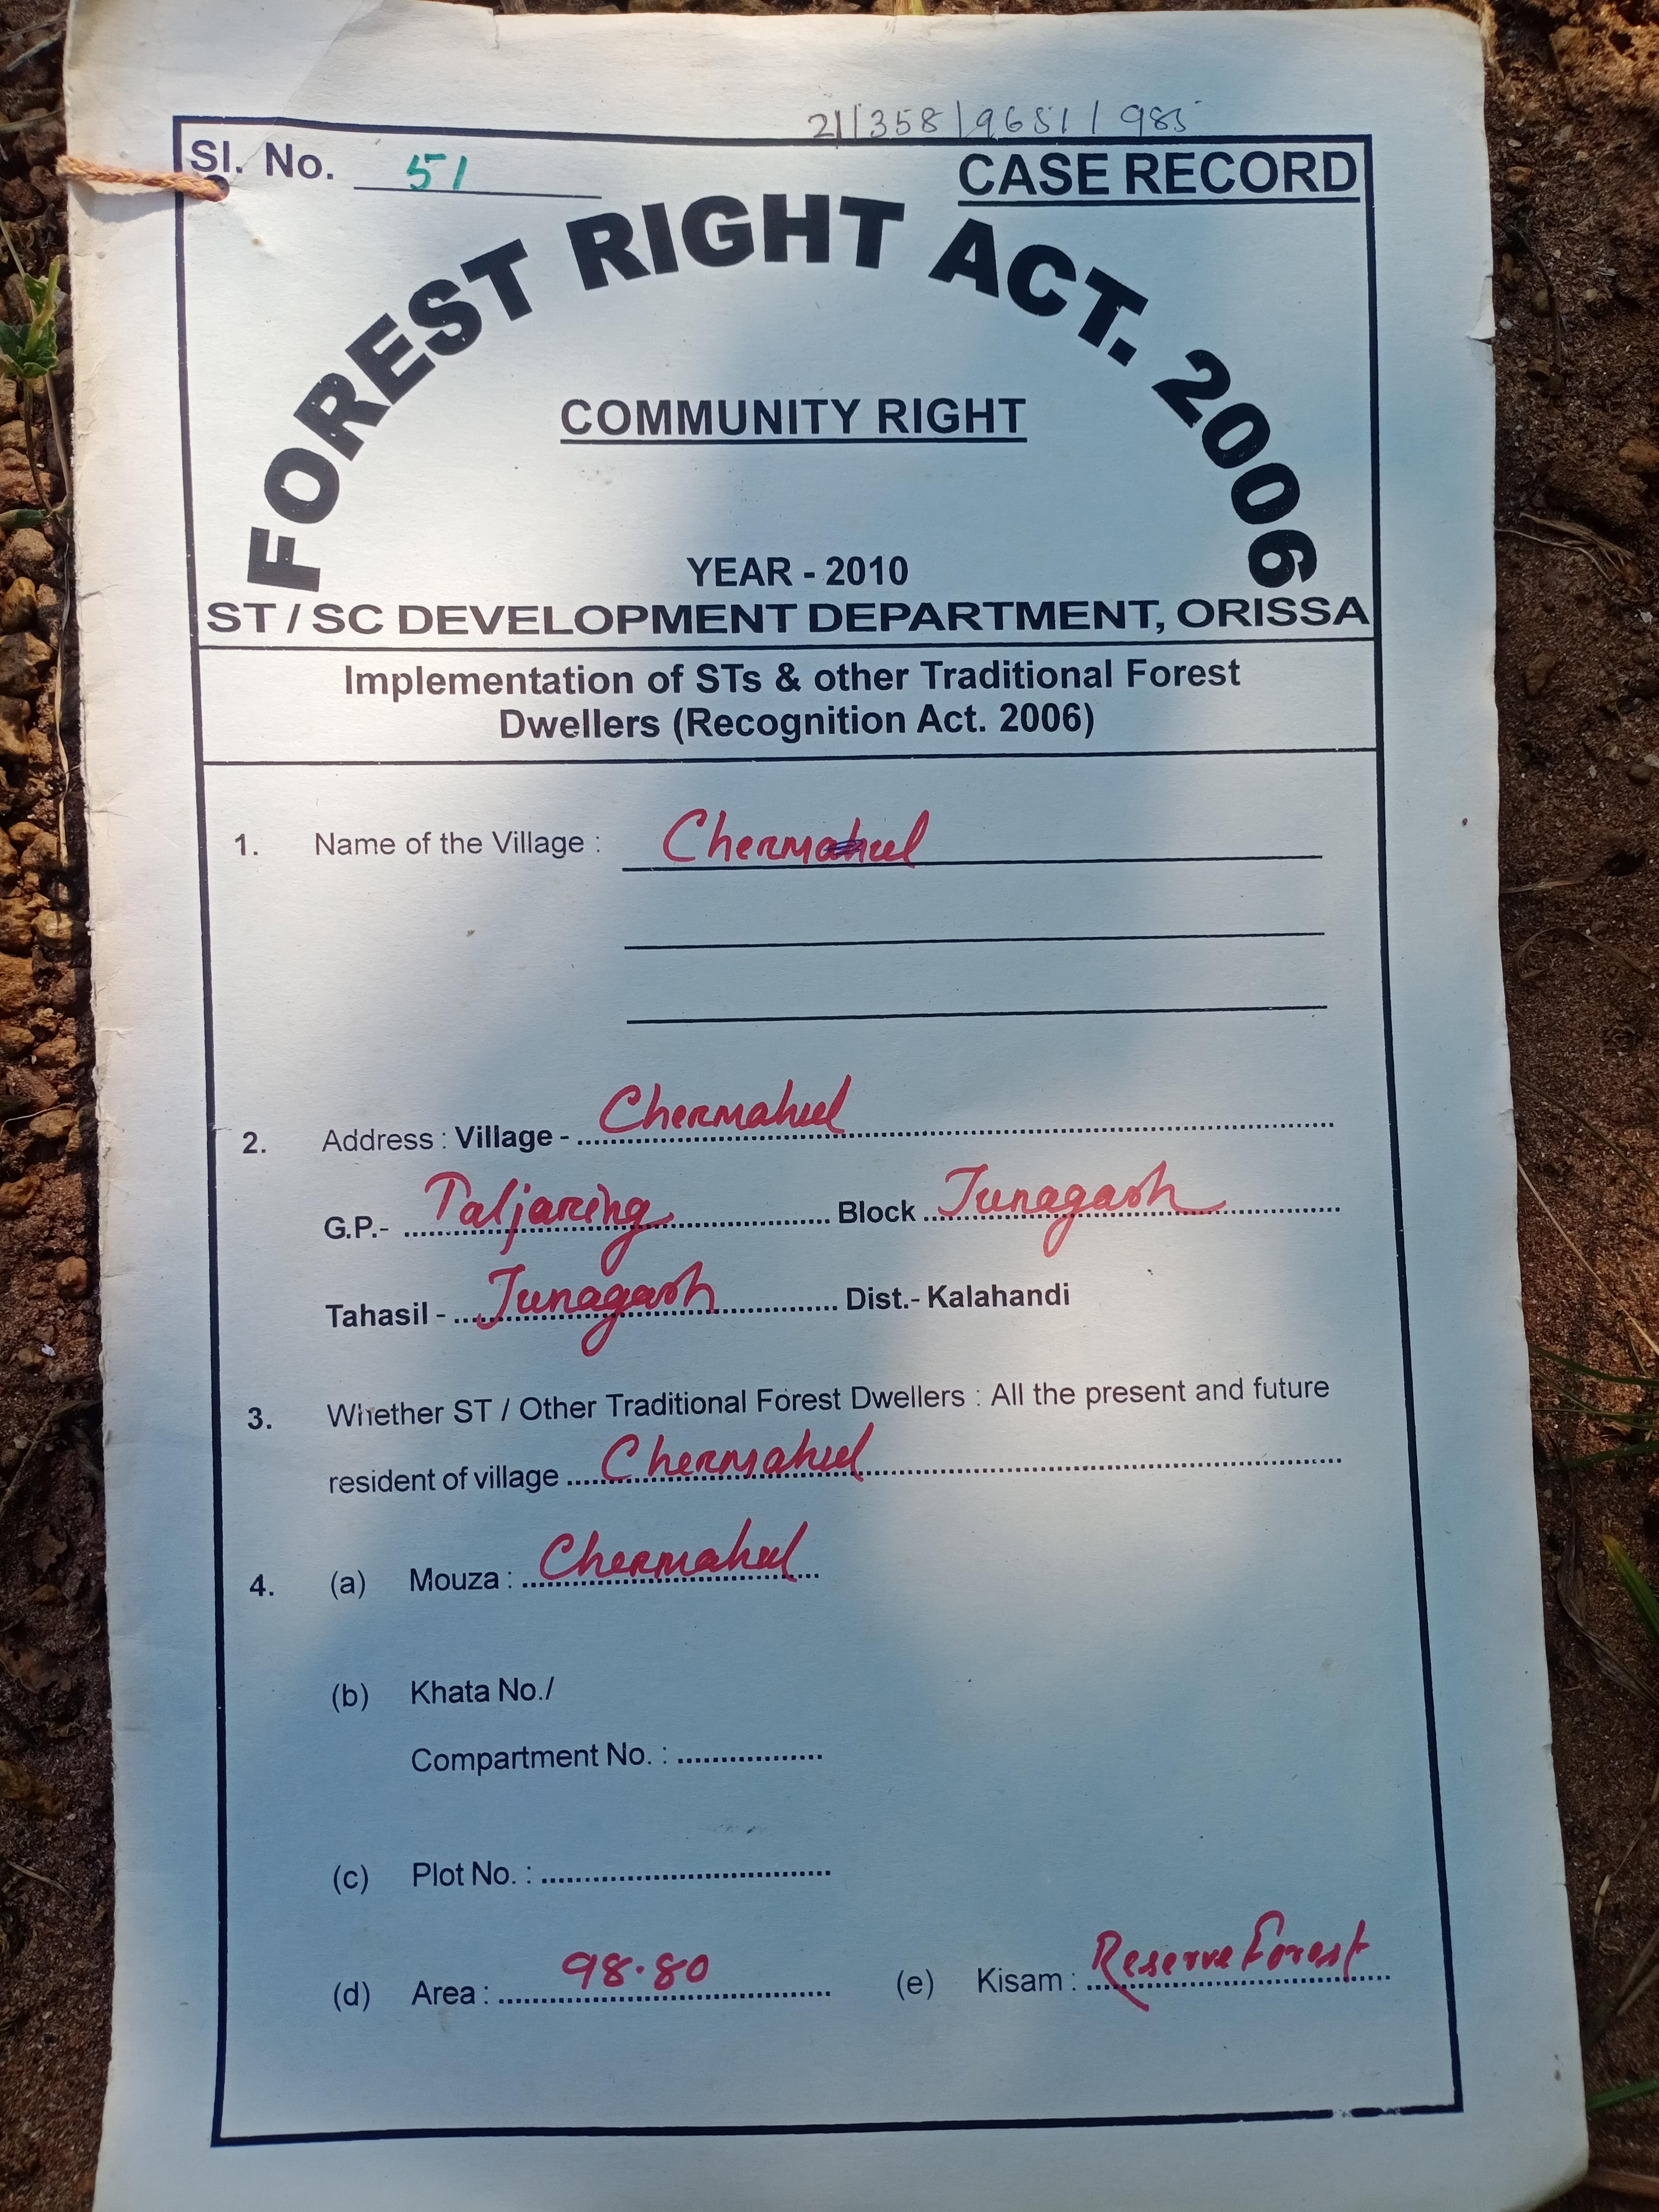 21/358/9651/985
Sl. No. 51
CASE RECORD
FOREST RIGHT ACT. 2006
COMMUNITY RIGHT
YEAR - 2010
ST / SC DEVELOPMENT DEPARTMENT, ORISSA
Implementation of STs & other Traditional Forest
Dwellers (Recognition Act. 2006)
1. Name of the Village : Chermahul
2. Address : Village - Chermahul
G.P.- Taljaring Block Junagarh
Tahasil - Junagarh Dist.- Kalahandi
3. Whether ST / Other Traditional Forest Dwellers : All the present and future
resident of village Chermahul
4. (a) Mouza : Chermahul
(b) Khata No./
Compartment No. :
(c) Plot No. :
(d) Area : 98.80 (e) Kisam : Reserve Forest